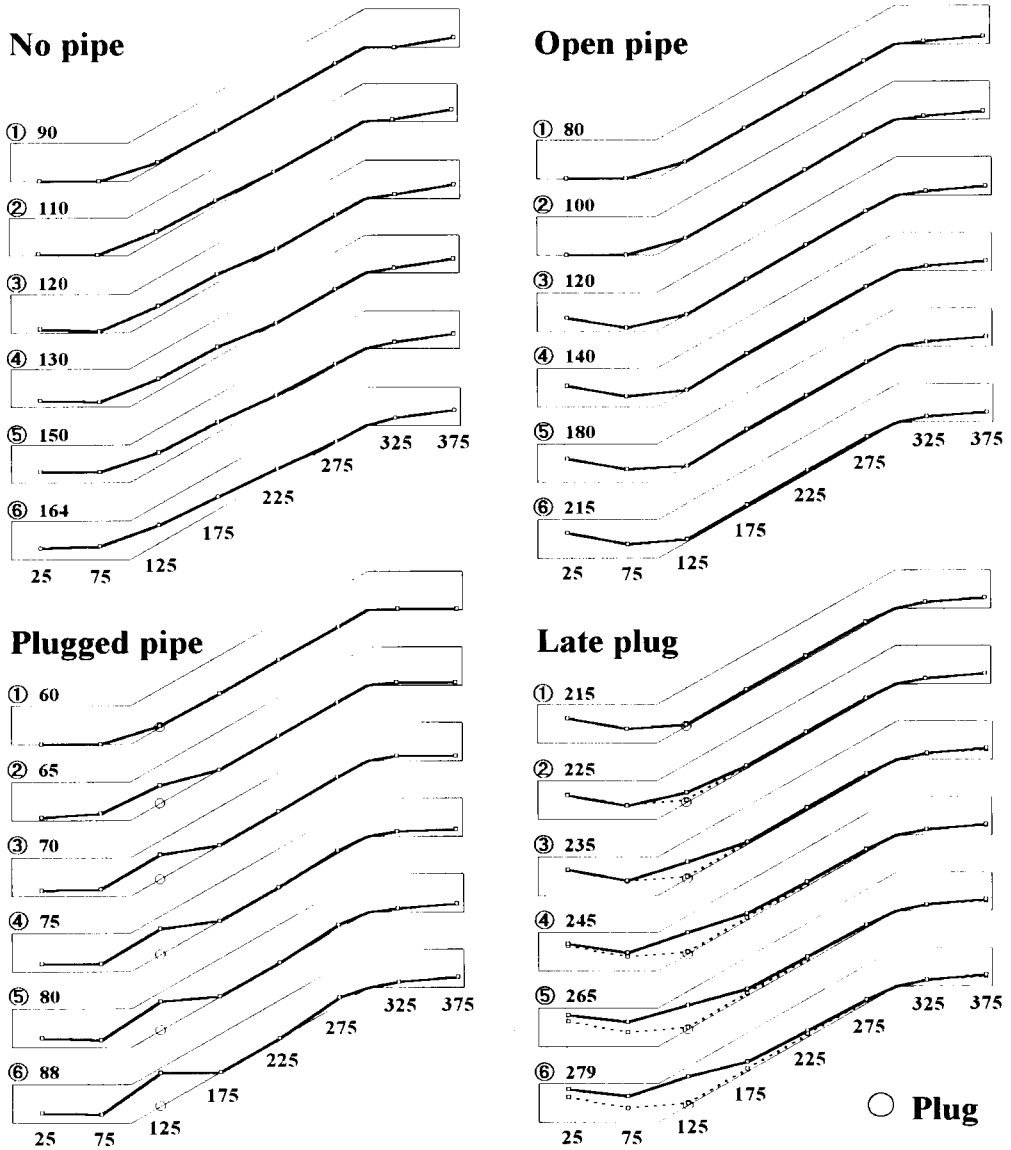 No pipe
① 90
② 110
③ 120
④ 130
⑤ 150
⑥ 164
25 75 125 175 225 275 325 375
Open pipe
① 80
② 100
③ 120
④ 140
⑤ 180
⑥ 215
25 75 125 175 225 275 325 375
Plugged pipe
① 60
② 65
③ 70
④ 75
⑤ 80
⑥ 88
25 75 125 175 225 275 325 375
Late plug
① 215
② 225
③ 235
④ 245
⑤ 265
⑥ 279
25 75 125 175 225 275 325 375
Plug